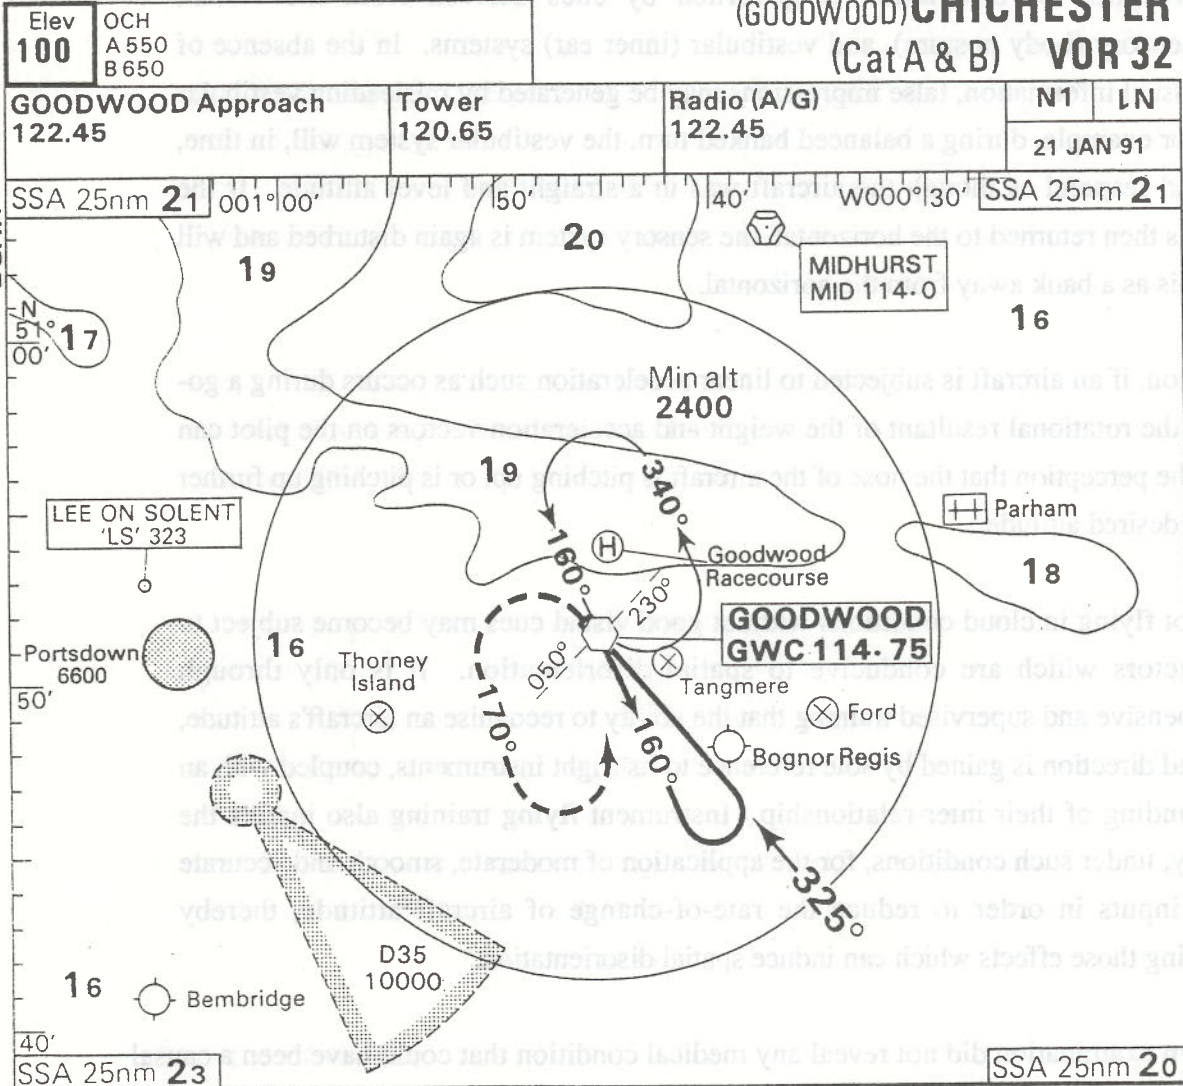 Elev
100
OCH
A 550
B 650
(GOODWOOD) CHICHESTER
(Cat A & B) VOR 32
GOODWOOD Approach
122.45
Tower
120.65
Radio (A/G)
122.45
21 JAN 91
SSA 25nm 21
001° 00'
50'
40'
W000° 30'
SSA 25nm 21
19
20
MIDHURST
MID 114·0
16
N
51°
00'
17
Min alt
2400
19
340°
LEE ON SOLENT
'LS' 323
160°
H
Goodwood
Racecourse
Parham
18
230°
GOODWOOD
GWC 114·75
Portsdown
6600
16
Thorney
Island
050°
Tangmere
50'
170°
160°
Ford
Bognor Regis
325°
D35
10000
16
Bembridge
40'
SSA 25nm 23
SSA 25nm 20